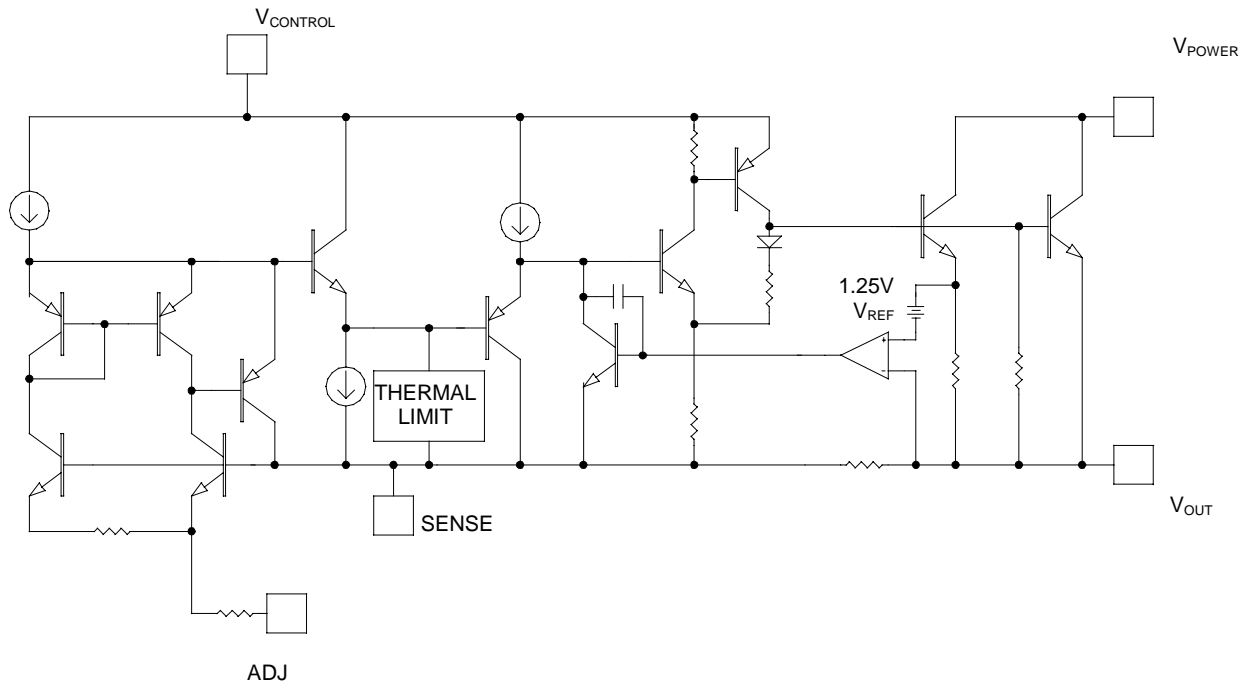 VCONTROL
VPOWER
1.25V
VREF
THERMAL
LIMIT
+
-
SENSE
VOUT
ADJ